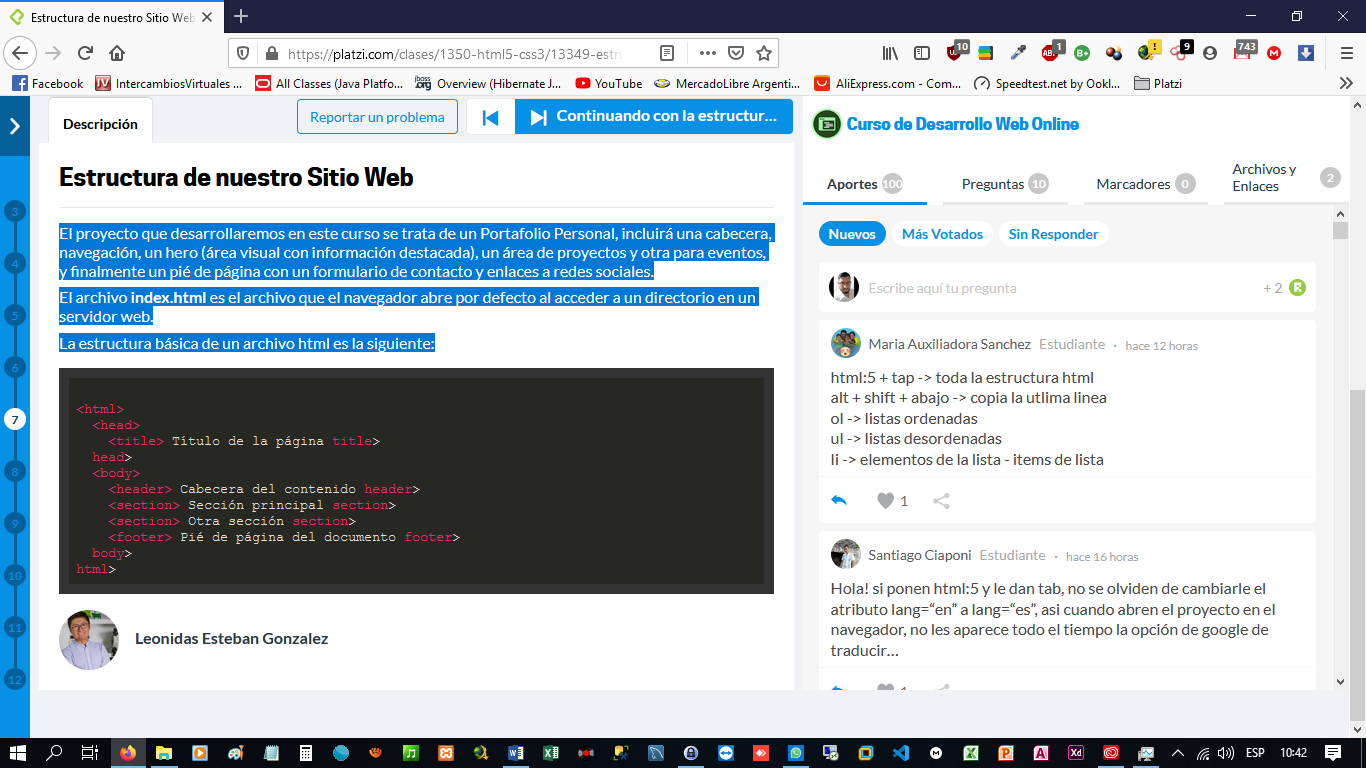 Estructura de nuestro Sitio Web
https://platzi.com/clases/1350-html5-css3/13349-estru
10
1
9
743
Facebook
IntercambiosVirtuales ...
All Classes (Java Platfo...
Overview (Hibernate J...
YouTube
MercadoLibre Argenti...
AliExpress.com - Com...
Speedtest.net by Ookl...
Platzi
Descripción
Reportar un problema
Continuando con la estructur...
Estructura de nuestro Sitio Web
El proyecto que desarrollaremos en este curso se trata de un Portafolio Personal, incluirá una cabecera,
navegación, un hero (área visual con información destacada), un área de proyectos y otra para eventos,
y finalmente un pié de página con un formulario de contacto y enlaces a redes sociales.
El archivo index.html es el archivo que el navegador abre por defecto al acceder a un directorio en un
servidor web.
La estructura básica de un archivo html es la siguiente:
<html>
<head>
<title> Título de la página title>
head>
<body>
<header> Cabecera del contenido header>
<section> Sección principal section>
<section> Otra sección section>
<footer> Pié de página del documento footer>
body>
html>
Leonidas Esteban Gonzalez
3
4
5
6
7
8
9
10
11
12
Curso de Desarrollo Web Online
Aportes 100
Preguntas 10
Marcadores 0
Archivos y
Enlaces 2
Nuevos
Más Votados
Sin Responder
Escribe aquí tu pregunta
+ 2
Maria Auxiliadora Sanchez Estudiante · hace 12 horas
html:5 + tap -> toda la estructura html
alt + shift + abajo -> copia la utlima linea
ol -> listas ordenadas
ul -> listas desordenadas
li -> elementos de la lista - items de lista
1
Santiago Ciaponi Estudiante · hace 16 horas
Hola! si ponen html:5 y le dan tab, no se olviden de cambiarle el
atributo lang=“en” a lang=“es”, asi cuando abren el proyecto en el
navegador, no les aparece todo el tiempo la opción de google de
traducir…
ESP
10:42